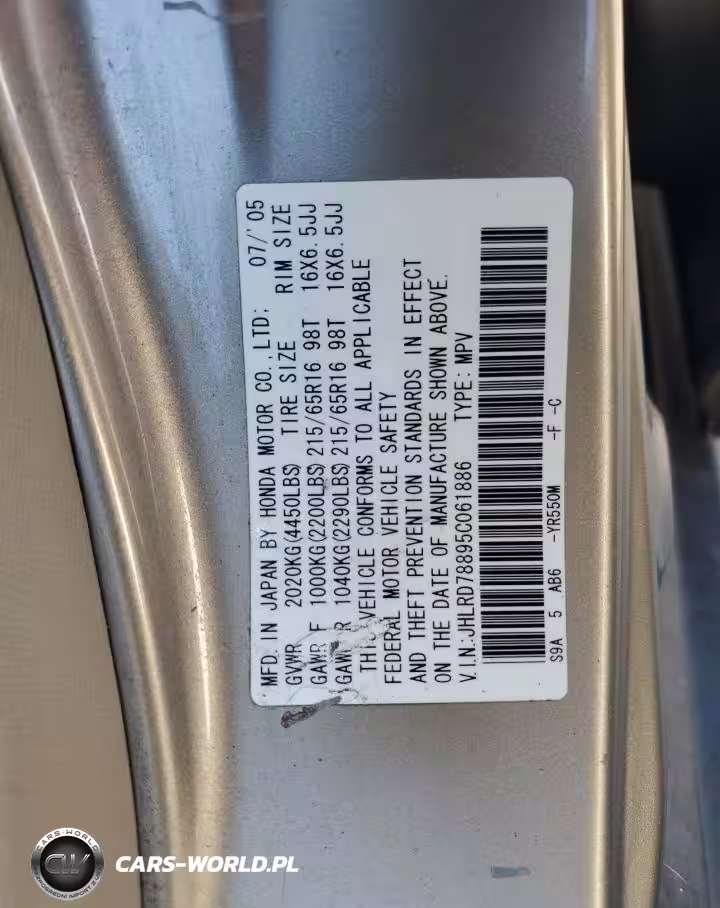 MFD. IN JAPAN BY HONDA MOTOR CO., LTD; 07/'05
GVWR 2020KG(4450LBS) TIRE SIZE RIM SIZE
GAWR F 1000KG(2200LBS)215/65R16 98T 16X6.5JJ
GAWR R 1040KG(2290LBS)215/65R16 98T 16X6.5JJ
THIS VEHICLE CONFORMS TO ALL APPLICABLE
FEDERAL MOTOR VEHICLE SAFETY
AND THEFT PREVENTION STANDARDS IN EFFECT
ON THE DATE OF MANUFACTURE SHOWN ABOVE.
V.I.N:JHLRD78895C061886 TYPE:MPV
S9A 5 AB6 -YR550M -F -C
CARS-WORLD
CW
CARS-WORLD.PL